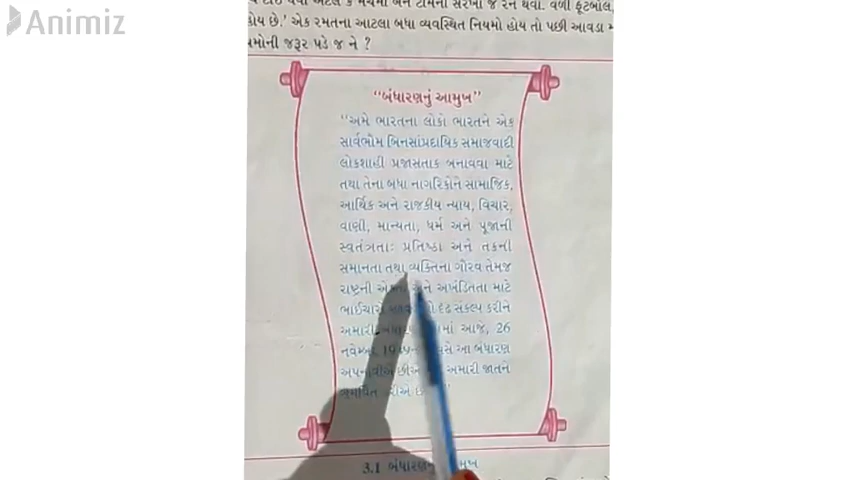 Animiz
કોય છે.' એક રમતના આટલા બધા વ્યવસ્થિત નિયમો હોય તો પછી આવડા
મોની જરૂર પડે જ ને ?
"બંધારણનું આમુખ"
"અમે ભારતના લોકો ભારતને એક
સાર્વભૌમ બિનસાંપ્રદાયિક સમાજવાદી
લોકશાહી પ્રજાસત્તાક બનાવવા માટે
તથા તેના બધા નાગરિકોને સામાજિક,
આર્થિક અને રાજકીય ન્યાય, વિચાર,
વાણી, માન્યતા, ધર્મ અને પૂજાની
સ્વતંત્રતાઃ પ્રતિષ્ઠા અને તકની
સમાનતા તથા વ્યક્તિના ગૌરવ તેમજ
રાષ્ટ્રની અને અખંડિતતા માટે
ભાઈચારો દૃઢ સંકલ્પ કરીને
અમારી આજે, 26
નવેમ્બર આ બંધારણ
અપનાવીએ અમારી જાતને
3.1 બંધારણનું આમુખ